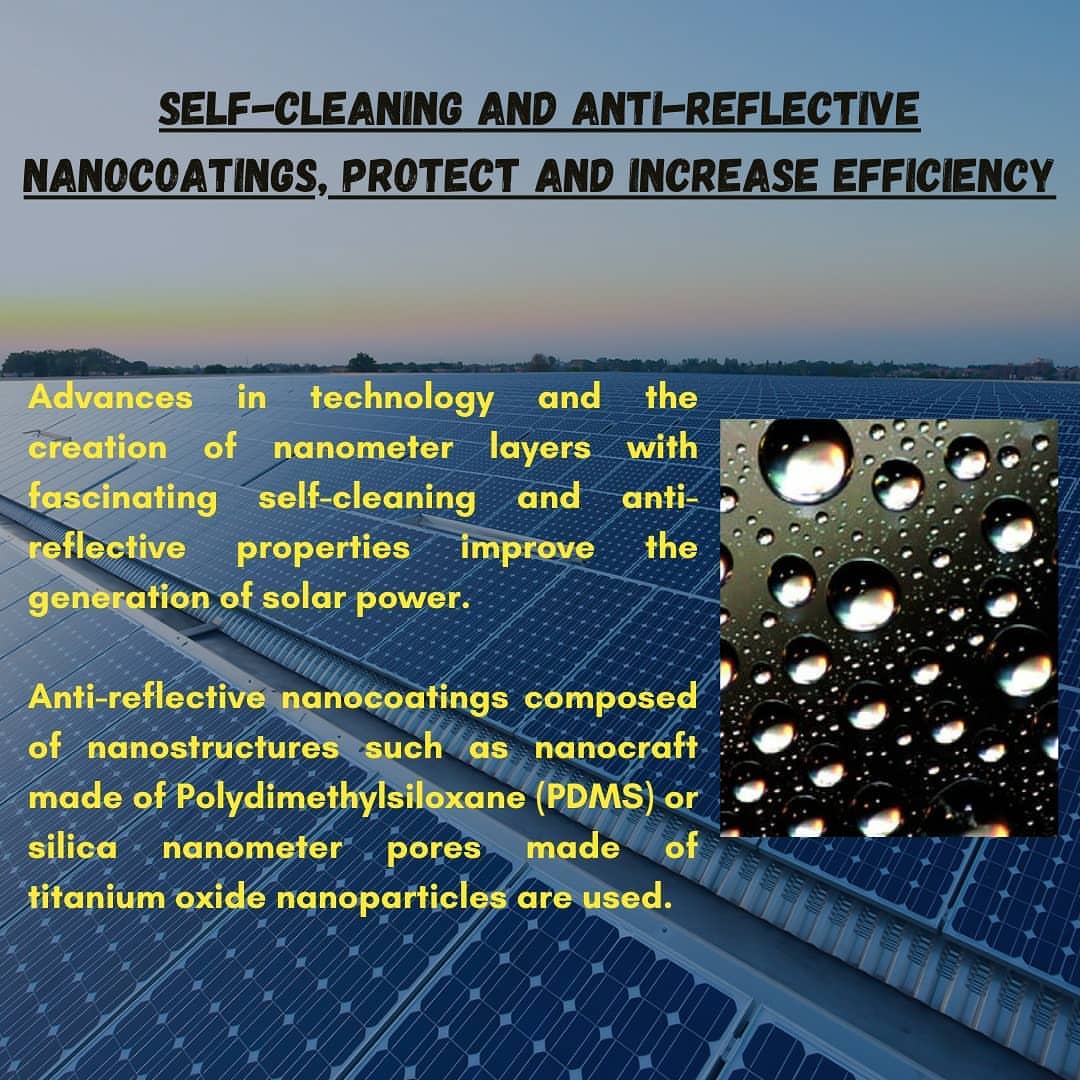 SELF-CLEANING AND ANTI-REFLECTIVE
NANOCOATINGS, PROTECT AND INCREASE EFFICIENCY
Advances in technology and the
creation of nanometer layers with
fascinating self-cleaning and anti-
reflective properties improve the
generation of solar power.
Anti-reflective nanocoatings composed
of nanostructures such as nanocraft
made of Polydimethylsiloxane (PDMS) or
silica nanometer pores made of
titanium oxide nanoparticles are used.